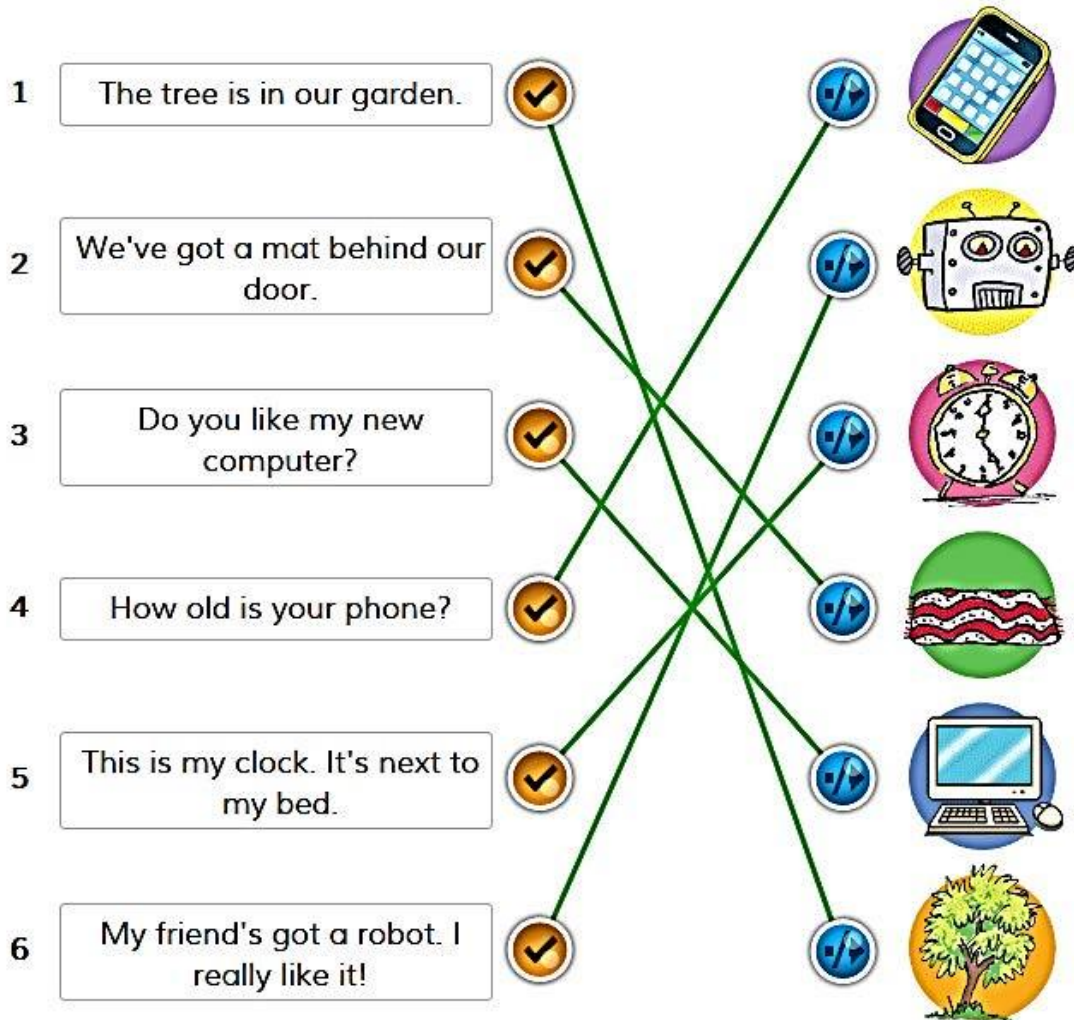 1 The tree is in our garden.
2 We've got a mat behind our
door.
3 Do you like my new
computer?
4 How old is your phone?
5 This is my clock. It's next to
my bed.
6 My friend's got a robot. I
really like it!